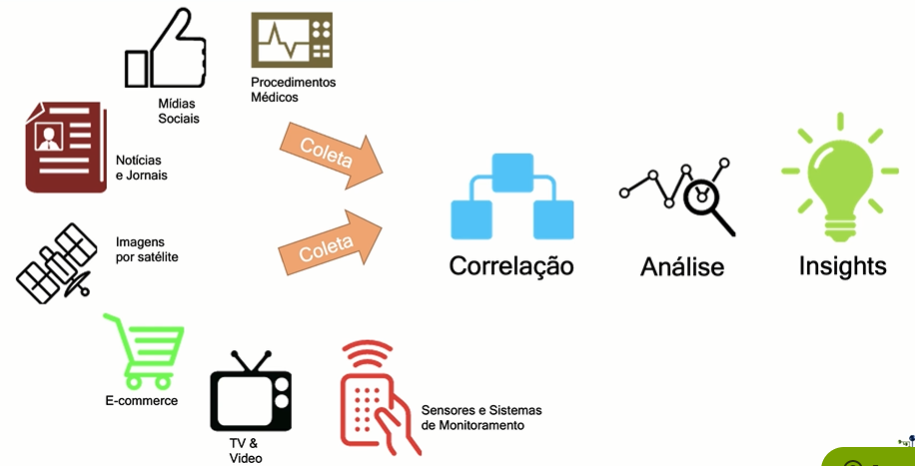 Procedimentos
Médicos
Mídias
Sociais
Notícias
e Jornais
Coleta
Imagens
por satélite
Coleta
Correlação
Análise
Insights
E-commerce
TV &
Video
Sensores e Sistemas
de Monitoramento